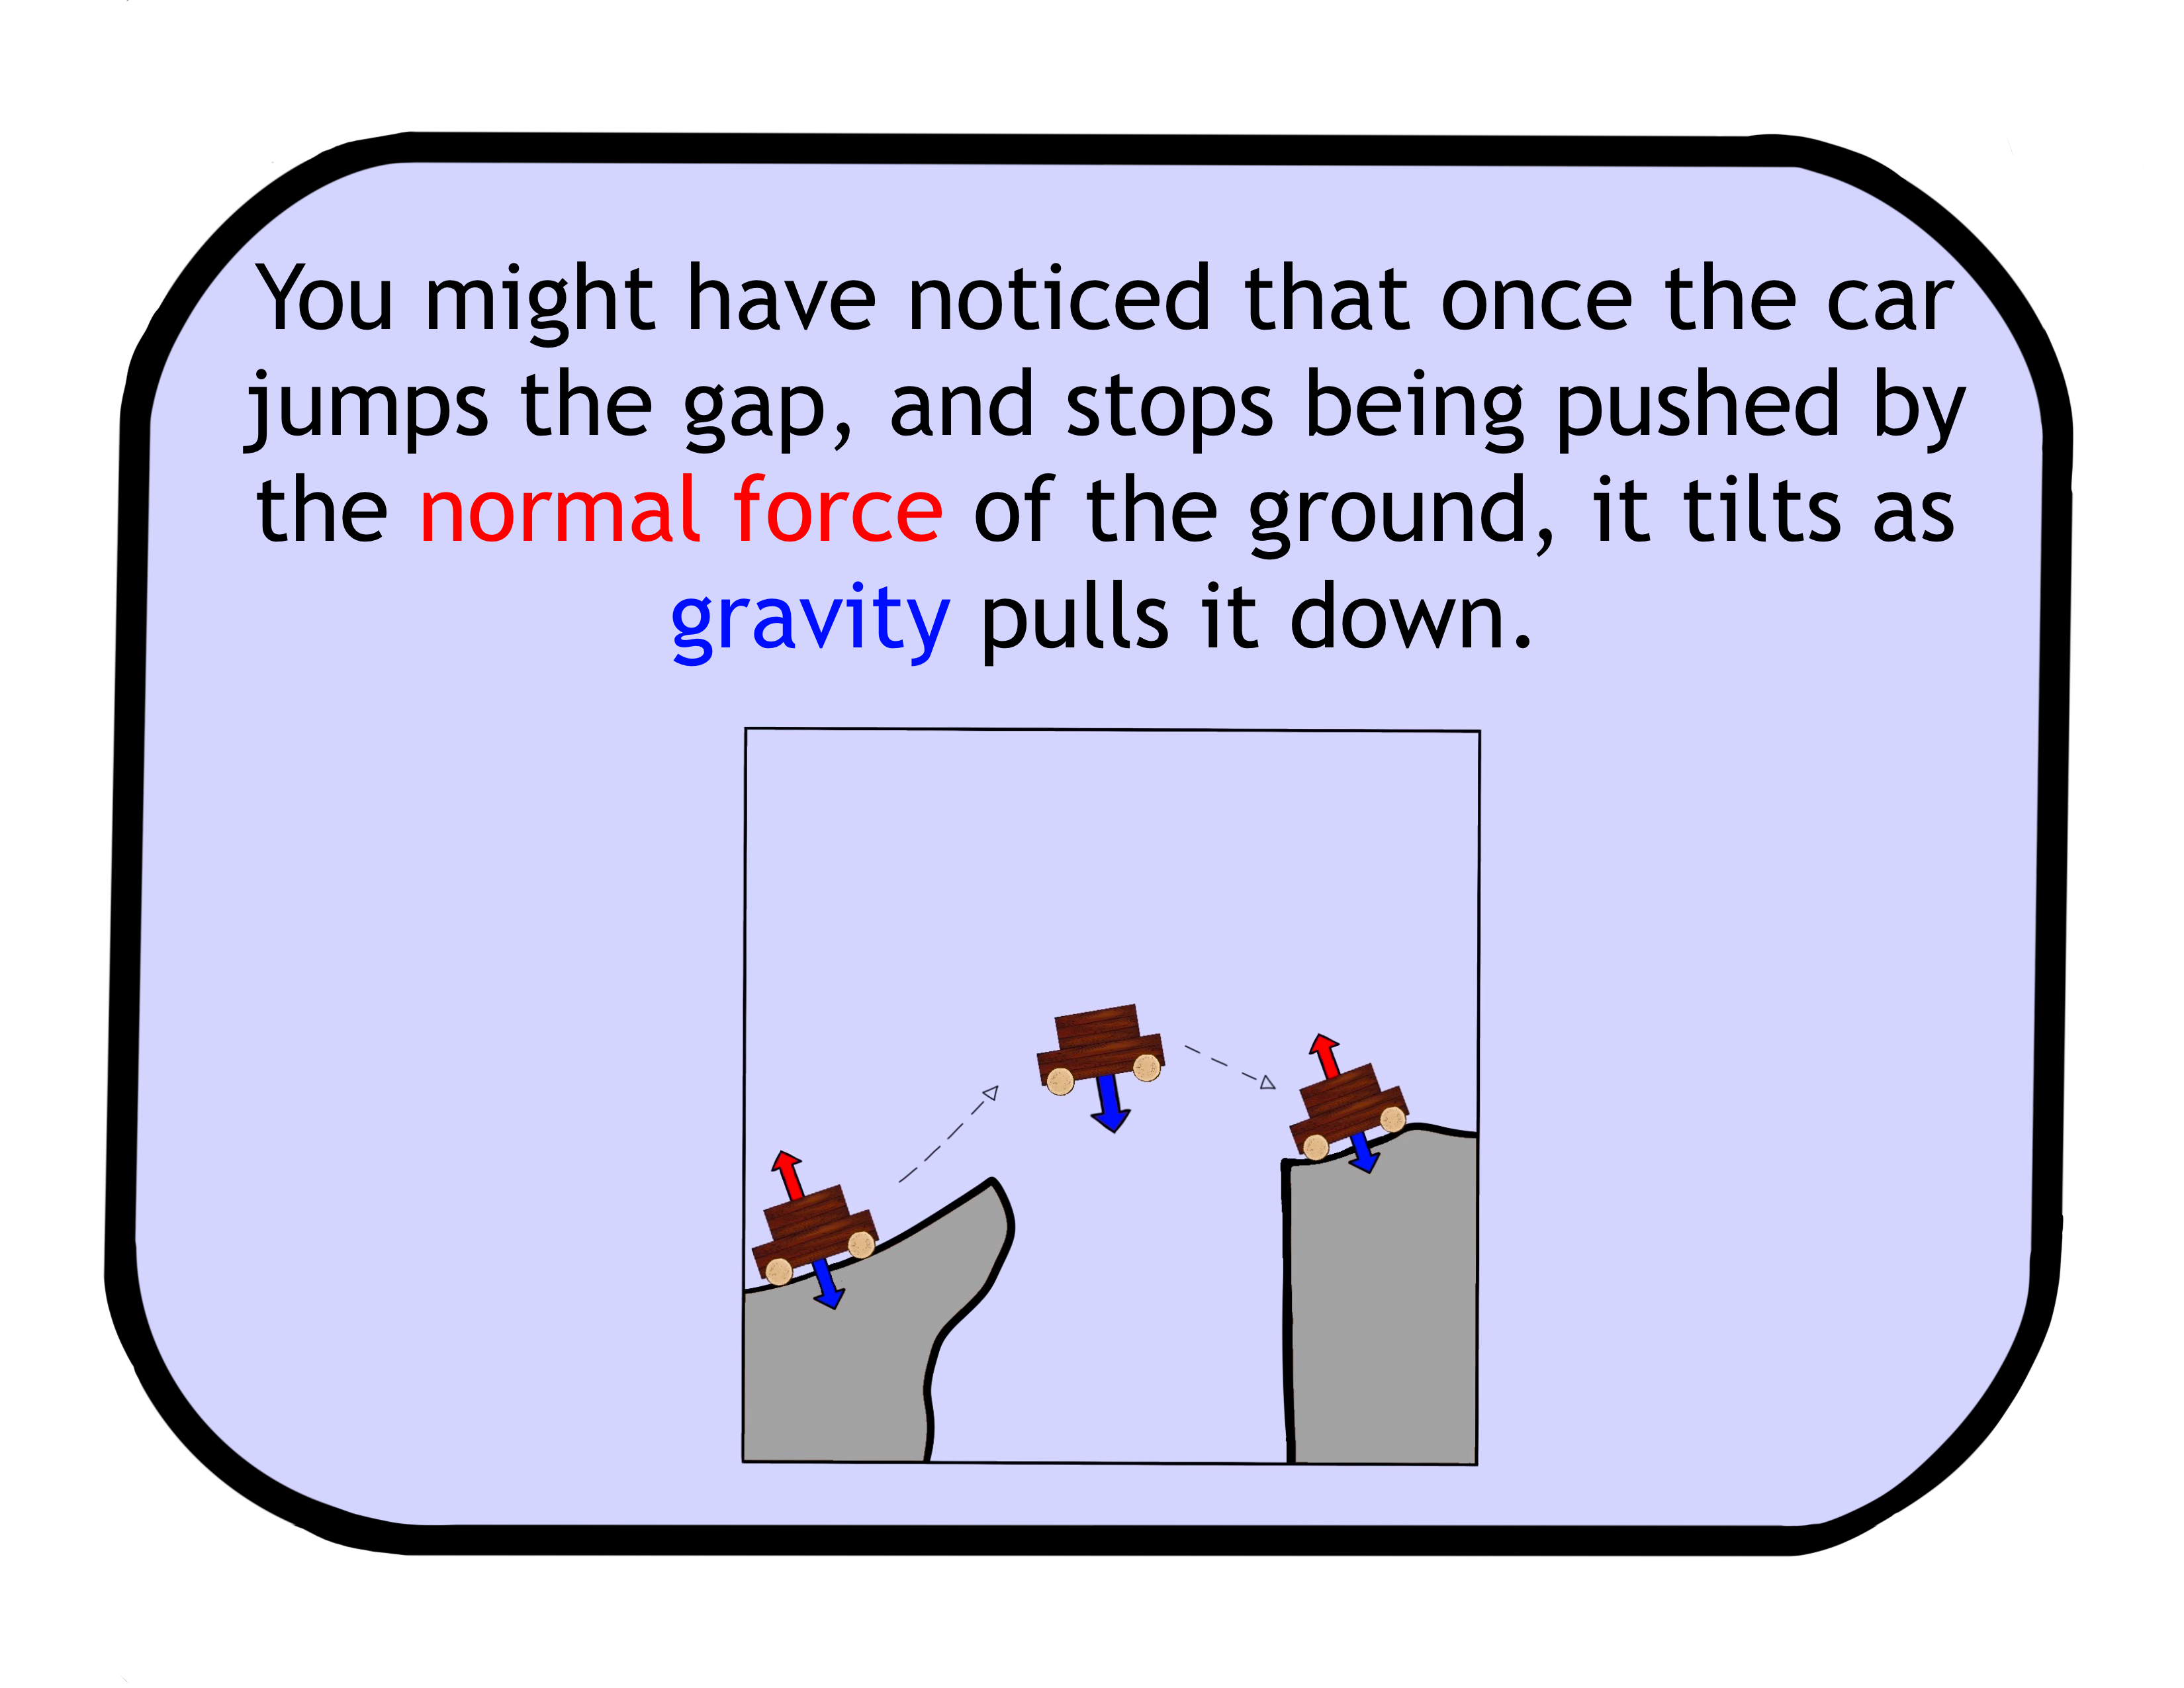 You might have noticed that once the car
jumps the gap, and stops being pushed by
the normal force of the ground, it tilts as
gravity pulls it down.